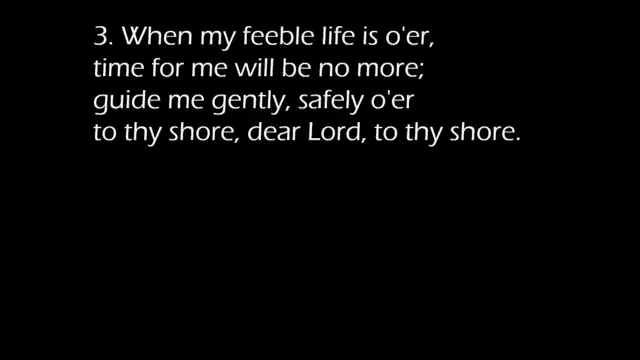 3. When my feeble life is o'er,
time for me will be no more;
guide me gently, safely o'er
to thy shore, dear Lord, to thy shore.